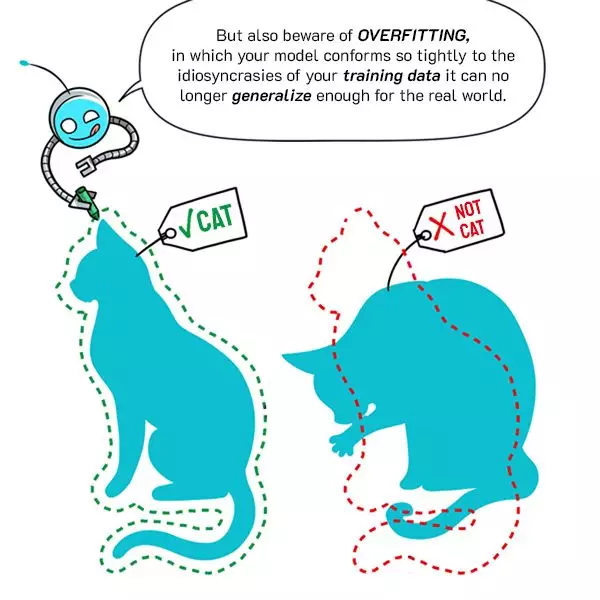 But also beware of OVERFITTING,
in which your model conforms so tightly to the
idiosyncrasies of your training data it can no
longer generalize enough for the real world.
√CAT
X NOT
CAT